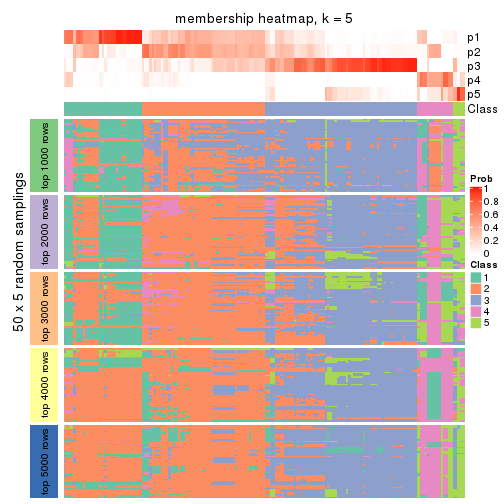 membership heatmap, k = 5
p1
p2
p3
p4
p5
Class
50 x 5 random samplings
top 1000 rows
top 2000 rows
top 3000 rows
top 4000 rows
top 5000 rows
Prob
1
0.8
0.6
0.4
0.2
0
Class
1
2
3
4
5